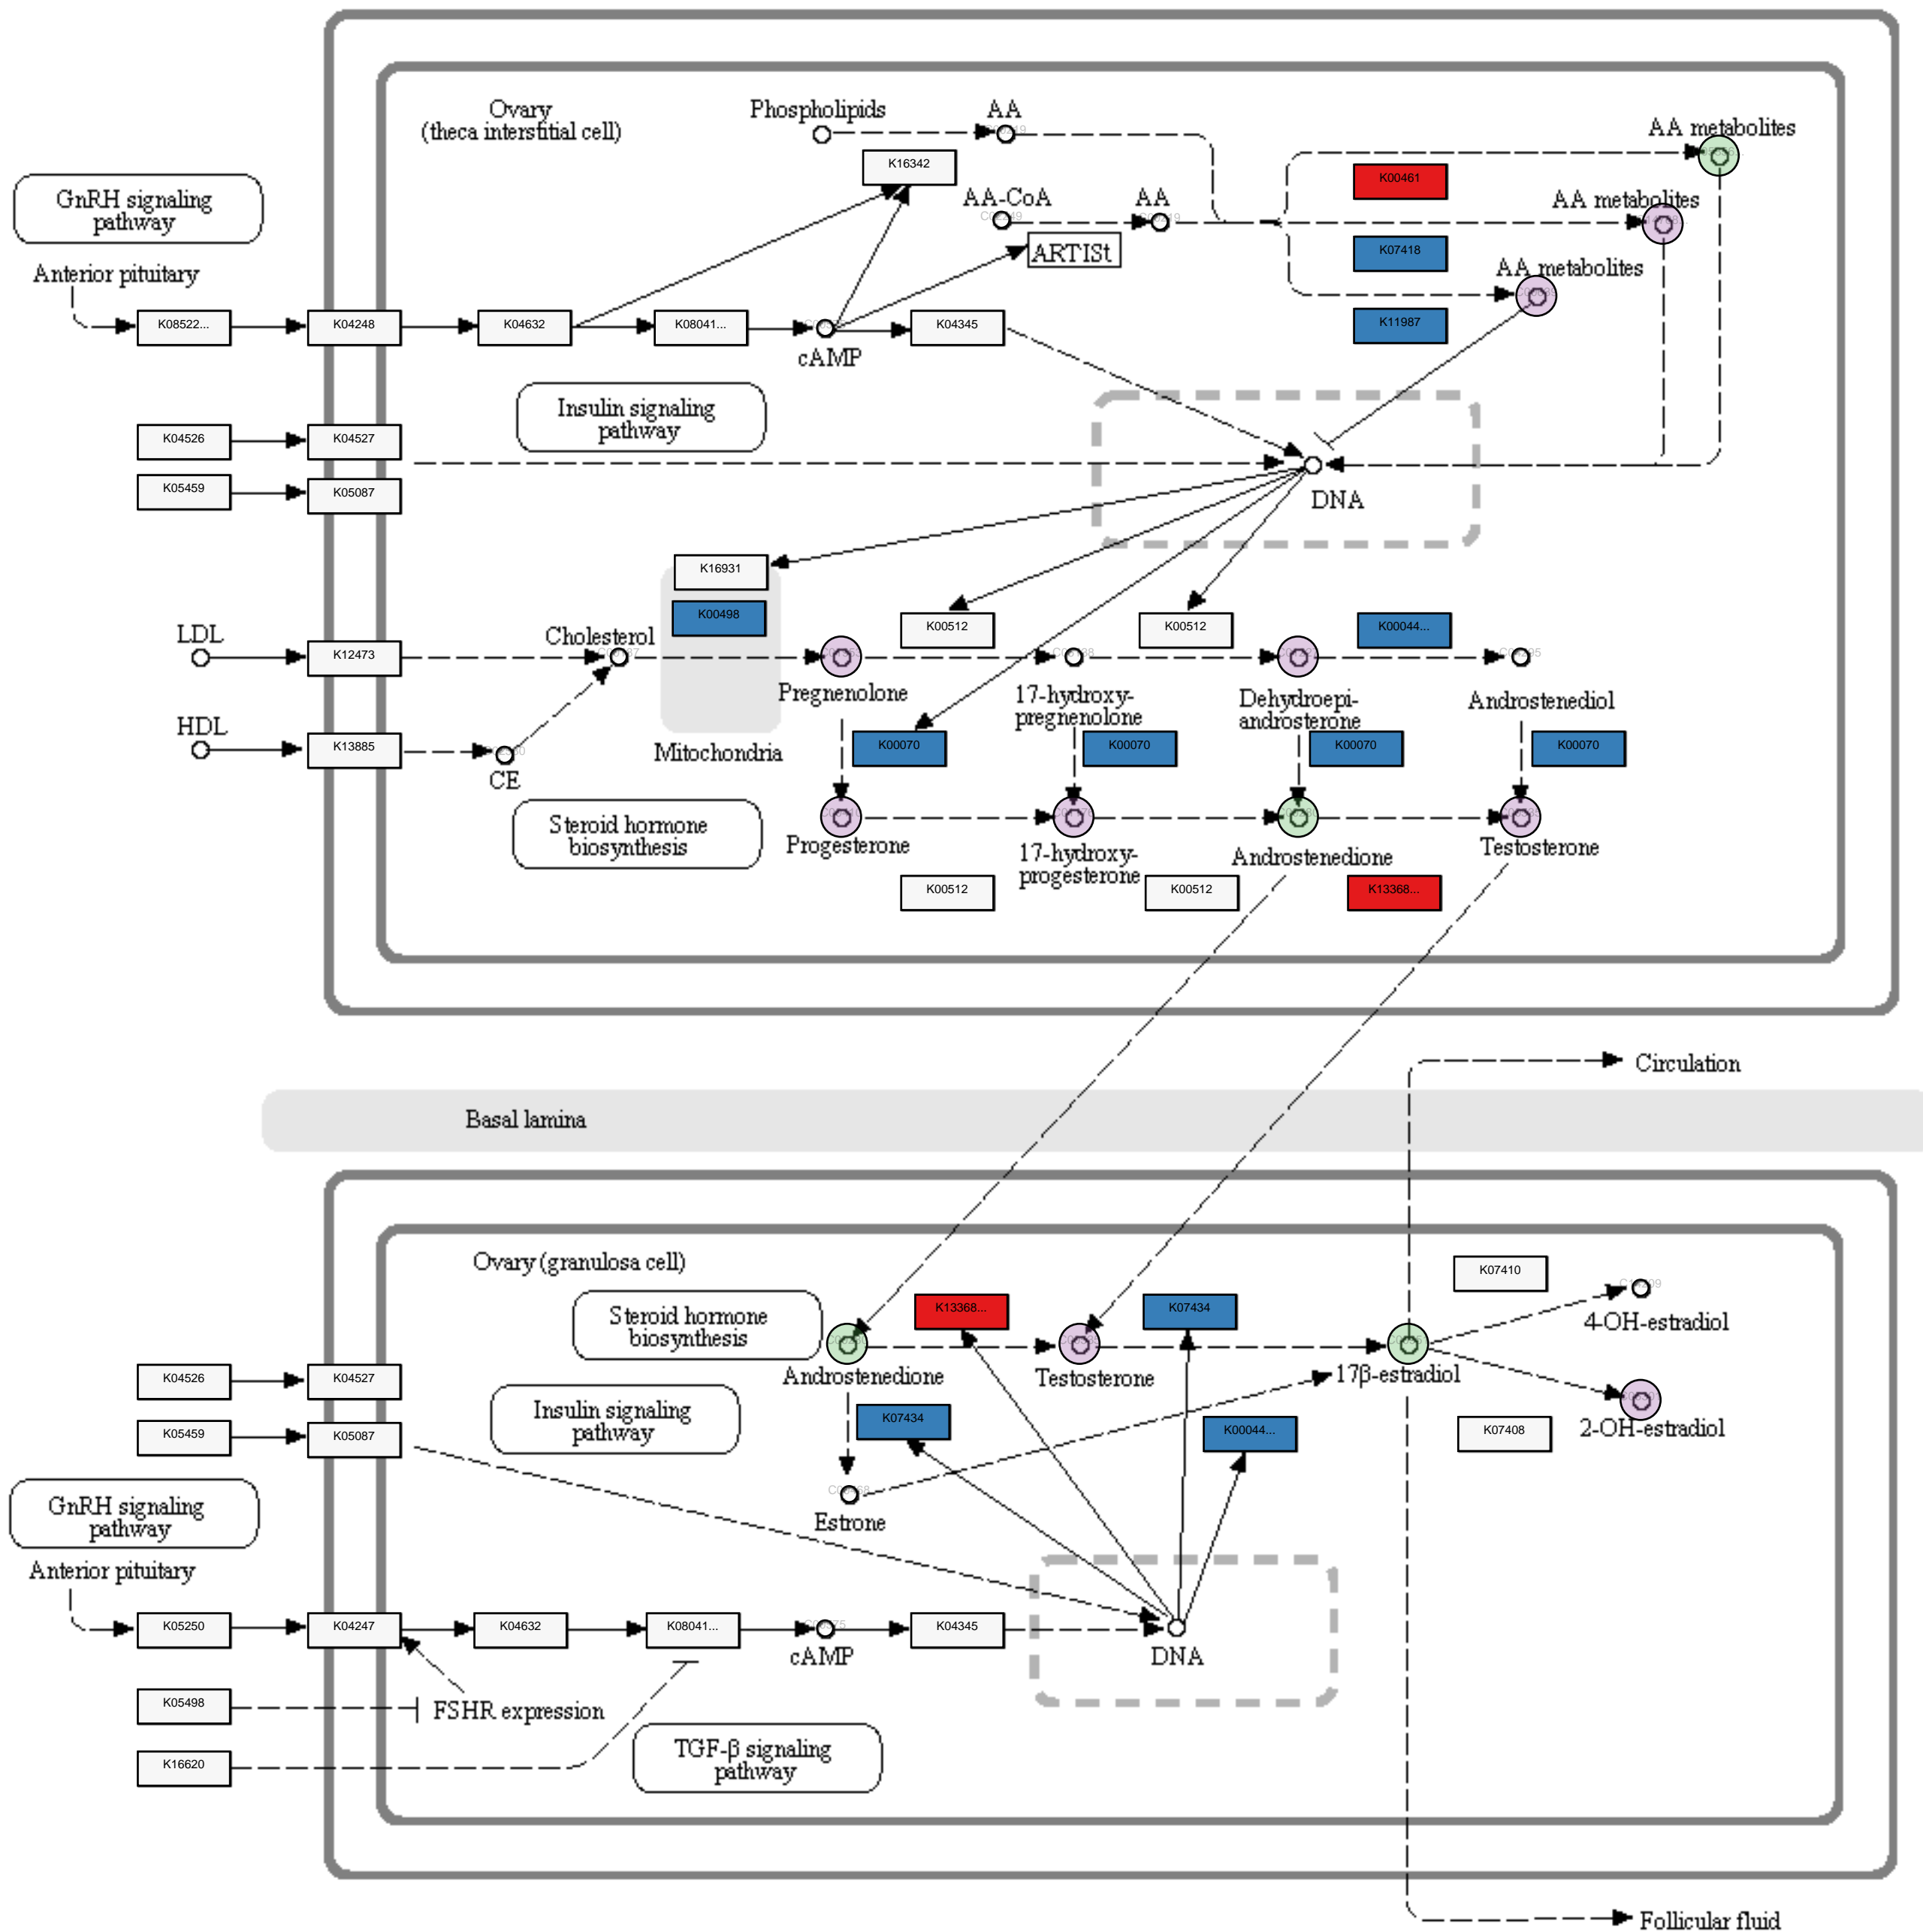 Ovary
(theca interstitial cell)
Phospholipids
AA
AA metabolites
K16342
K00461
GnRH signaling
pathway
AA-CoA
AA
AA metabolites
ARTISt
K07418
Anterior pituitary
AA metabolites
K08522...
K04248
K04632
K08041...
cAMP
K04345
K11987
Insulin signaling
pathway
K04526
K04527
K05459
K05087
DNA
K16931
K00498
K00512
K00512
K00044...
LDL
K12473
Cholesterol
Pregnenolone
17-hydroxy-
pregnenolone
Dehydroepi-
androsterone
Androstenediol
HDL
K13885
CE
Mitochondria
K00070
K00070
K00070
K00070
Steroid hormone
biosynthesis
Progesterone
17-hydroxy-
progesterone
Androstenedione
Testosterone
K00512
K00512
K13368...
Circulation
Basal lamina
Ovary (granulosa cell)
K07410
Steroid hormone
biosynthesis
K13368...
K07434
4-OH-estradiol
K04526
K04527
Androstenedione
Testosterone
17β-estradiol
Insulin signaling
pathway
K07434
K00044...
K07408
2-OH-estradiol
K05459
K05087
GnRH signaling
pathway
Estrone
Anterior pituitary
K05250
K04247
K04632
K08041...
cAMP
K04345
DNA
K05498
FSHR expression
K16620
TGF-β signaling
pathway
Follicular fluid